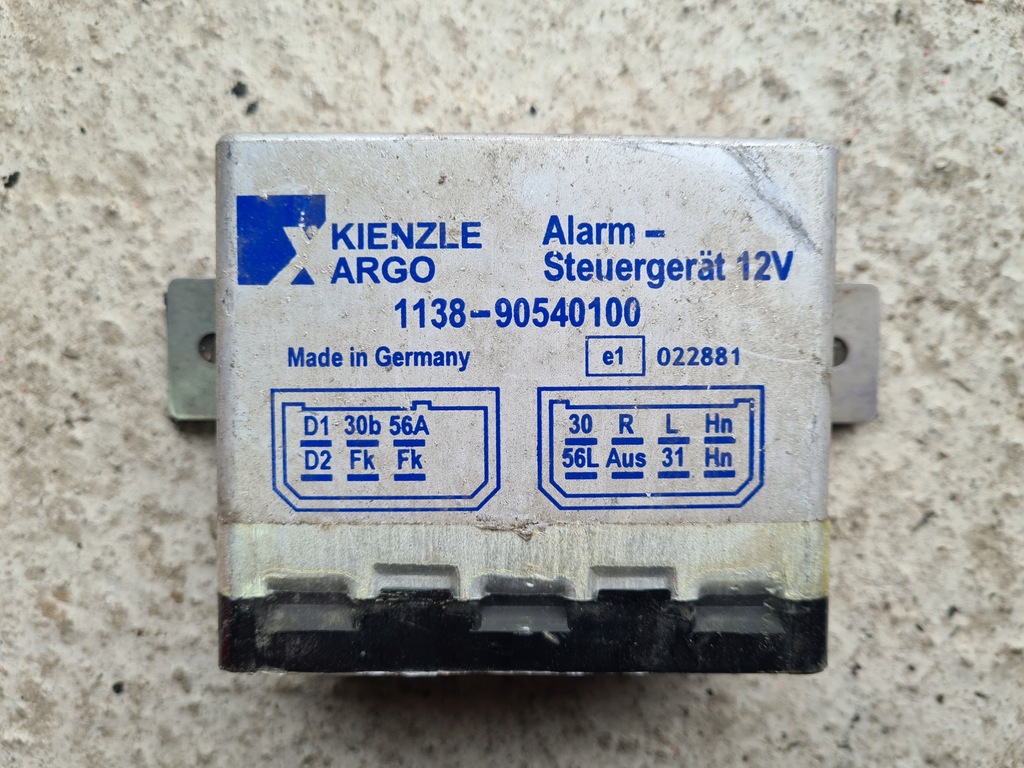 KIENZLE
ARGO
Alarm –
Steuergerät 12V
1138–90540100
Made in Germany
e1 022881
D1 30b 56A
D2 Fk Fk
30 R L Hn
56L Aus 31 Hn